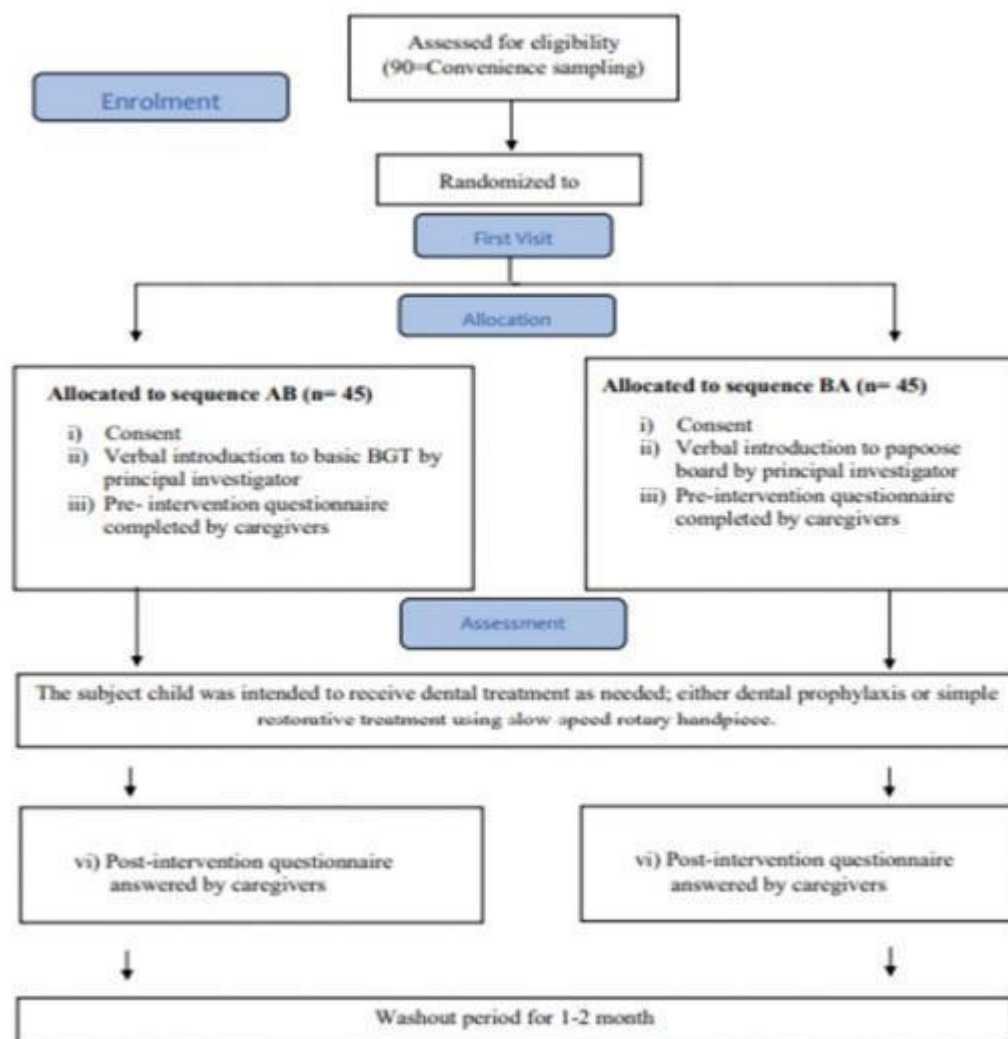 Assessed for eligibility
(90=Convenience sampling)
Enrolment
Randomized to
First Visit
Allocation
Allocated to sequence AB (n= 45)
i) Consent
ii) Verbal introduction to basic BGT by
principal investigator
iii) Pre- intervention questionnaire
completed by caregivers
Allocated to sequence BA (n= 45)
i) Consent
ii) Verbal introduction to papoose
board by principal investigator
iii) Pre-intervention questionnaire
completed by caregivers
Assessment
The subject child was intended to receive dental treatment as needed; either dental prophylaxis or simple
restorative treatment using slow speed rotary handpiece.
vi) Post-intervention questionnaire
answered by caregivers
vi) Post-intervention questionnaire
answered by caregivers
Washout period for 1-2 month